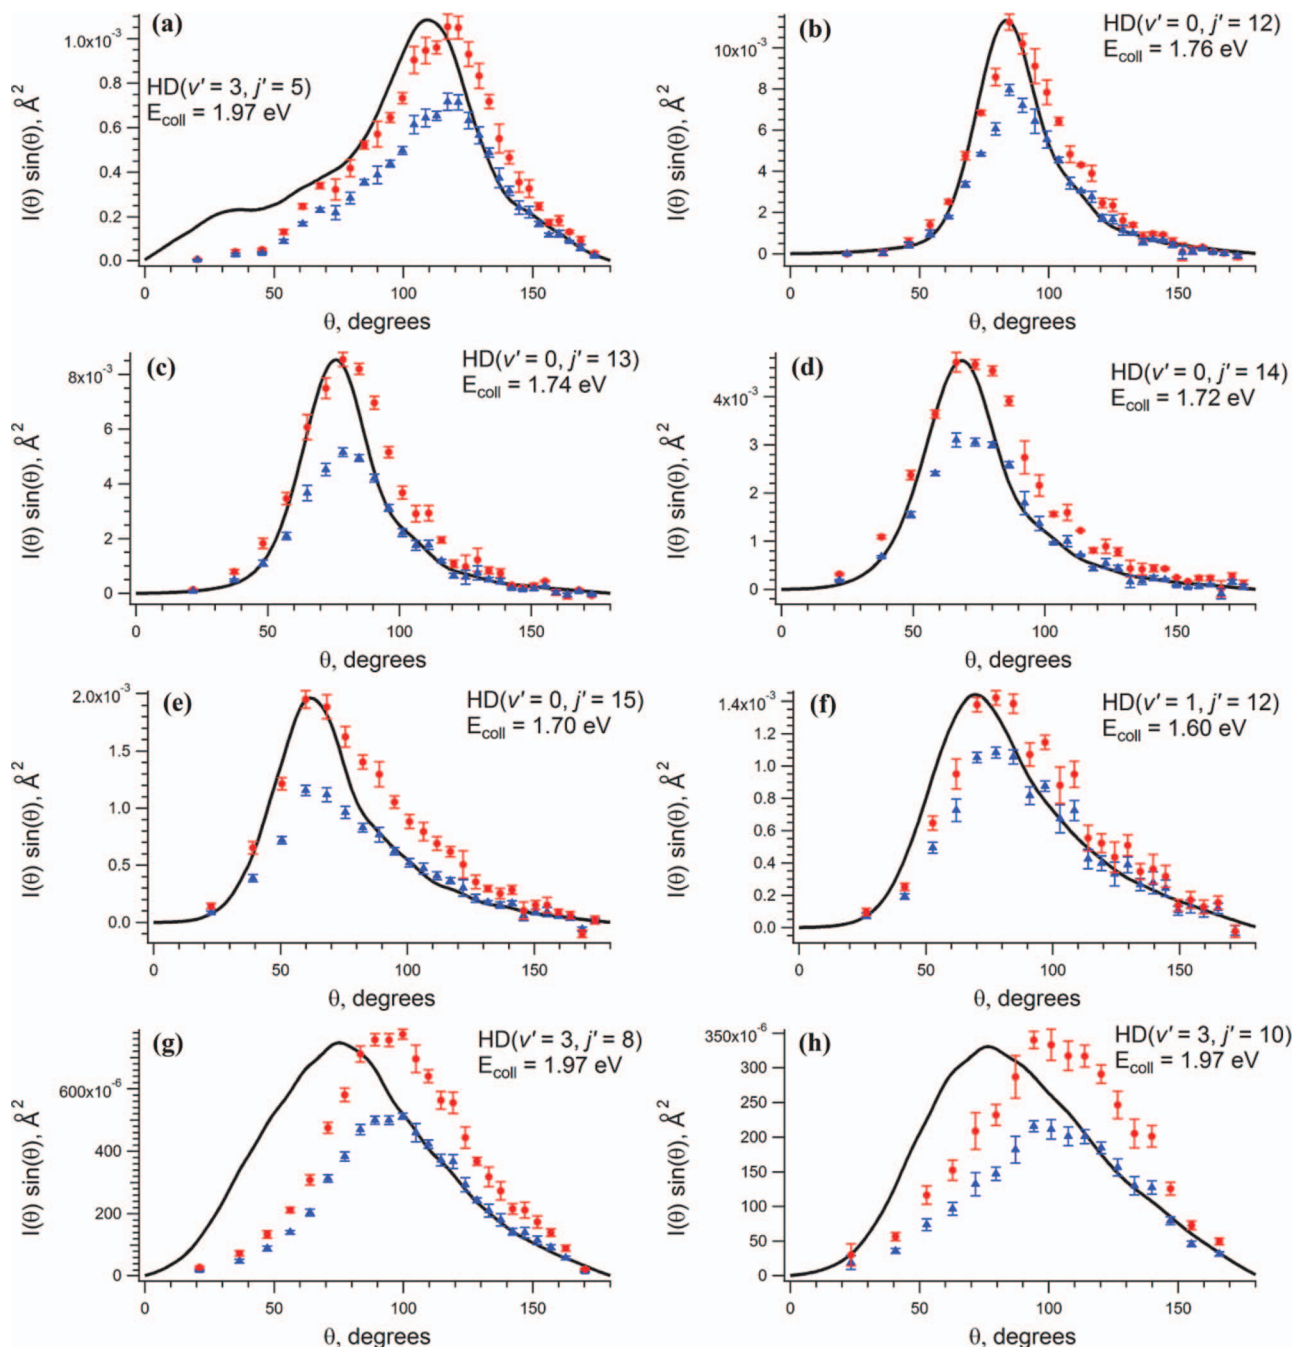 (a)
HD(v′ = 3, j′ = 5)
E_coll = 1.97 eV
I(θ) sin(θ), Å²
1.0x10⁻³
0.8
0.6
0.4
0.2
0.0
0 50 100 150
θ, degrees
(b)
HD(v′ = 0, j′ = 12)
E_coll = 1.76 eV
I(θ) sin(θ), Å²
10x10⁻³
8
6
4
2
0
0 50 100 150
θ, degrees
(c)
HD(v′ = 0, j′ = 13)
E_coll = 1.74 eV
I(θ) sin(θ), Å²
8x10⁻³
6
4
2
0
0 50 100 150
θ, degrees
(d)
HD(v′ = 0, j′ = 14)
E_coll = 1.72 eV
I(θ) sin(θ), Å²
4x10⁻³
3
2
1
0
0 50 100 150
θ, degrees
(e)
HD(v′ = 0, j′ = 15)
E_coll = 1.70 eV
I(θ) sin(θ), Å²
2.0x10⁻³
1.5
1.0
0.5
0.0
0 50 100 150
θ, degrees
(f)
HD(v′ = 1, j′ = 12)
E_coll = 1.60 eV
I(θ) sin(θ), Å²
1.4x10⁻³
1.2
1.0
0.8
0.6
0.4
0.2
0.0
0 50 100 150
θ, degrees
(g)
HD(v′ = 3, j′ = 8)
E_coll = 1.97 eV
I(θ) sin(θ), Å²
600x10⁻⁶
400
200
0
0 50 100 150
θ, degrees
(h)
HD(v′ = 3, j′ = 10)
E_coll = 1.97 eV
I(θ) sin(θ), Å²
350x10⁻⁶
300
250
200
150
100
50
0
0 50 100 150
θ, degrees